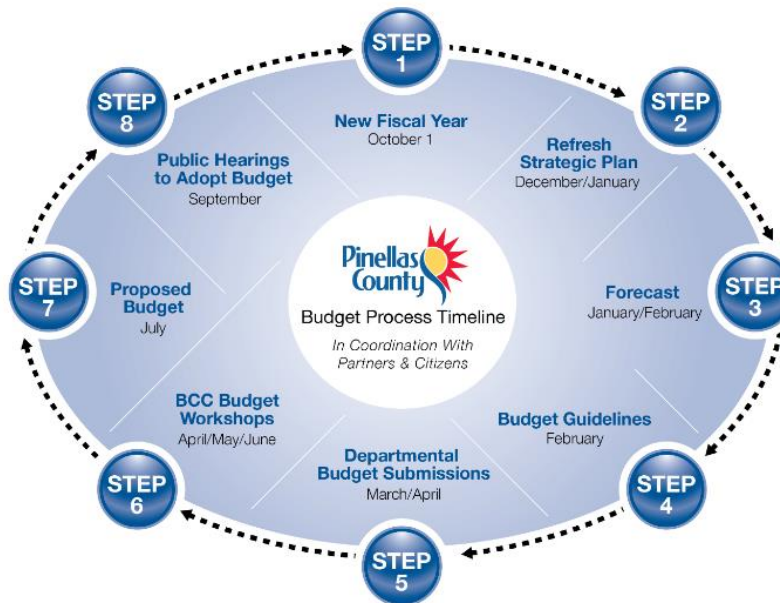 STEP
1
New Fiscal Year
October 1
STEP
2
Refresh
Strategic Plan
December/January
STEP
3
Forecast
January/February
STEP
4
Budget Guidelines
February
STEP
5
Departmental
Budget Submissions
March/April
STEP
6
BCC Budget
Workshops
April/May/June
STEP
7
Proposed
Budget
July
STEP
8
Public Hearings
to Adopt Budget
September
Pinellas
County
Budget Process Timeline
In Coordination With
Partners & Citizens